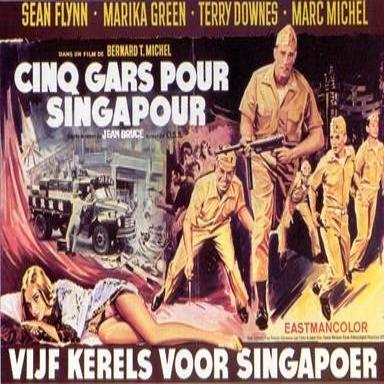 SEAN FLYNN · MARIKA GREEN · TERRY DOWNES · MARC MICHEL
DANS UN FILM DE BERNARD T. MICHEL
CINQ GARS POUR
SINGAPOUR
JEAN BRUCE
EASTMANCOLOR
VIJF KERELS VOOR SINGAPOER